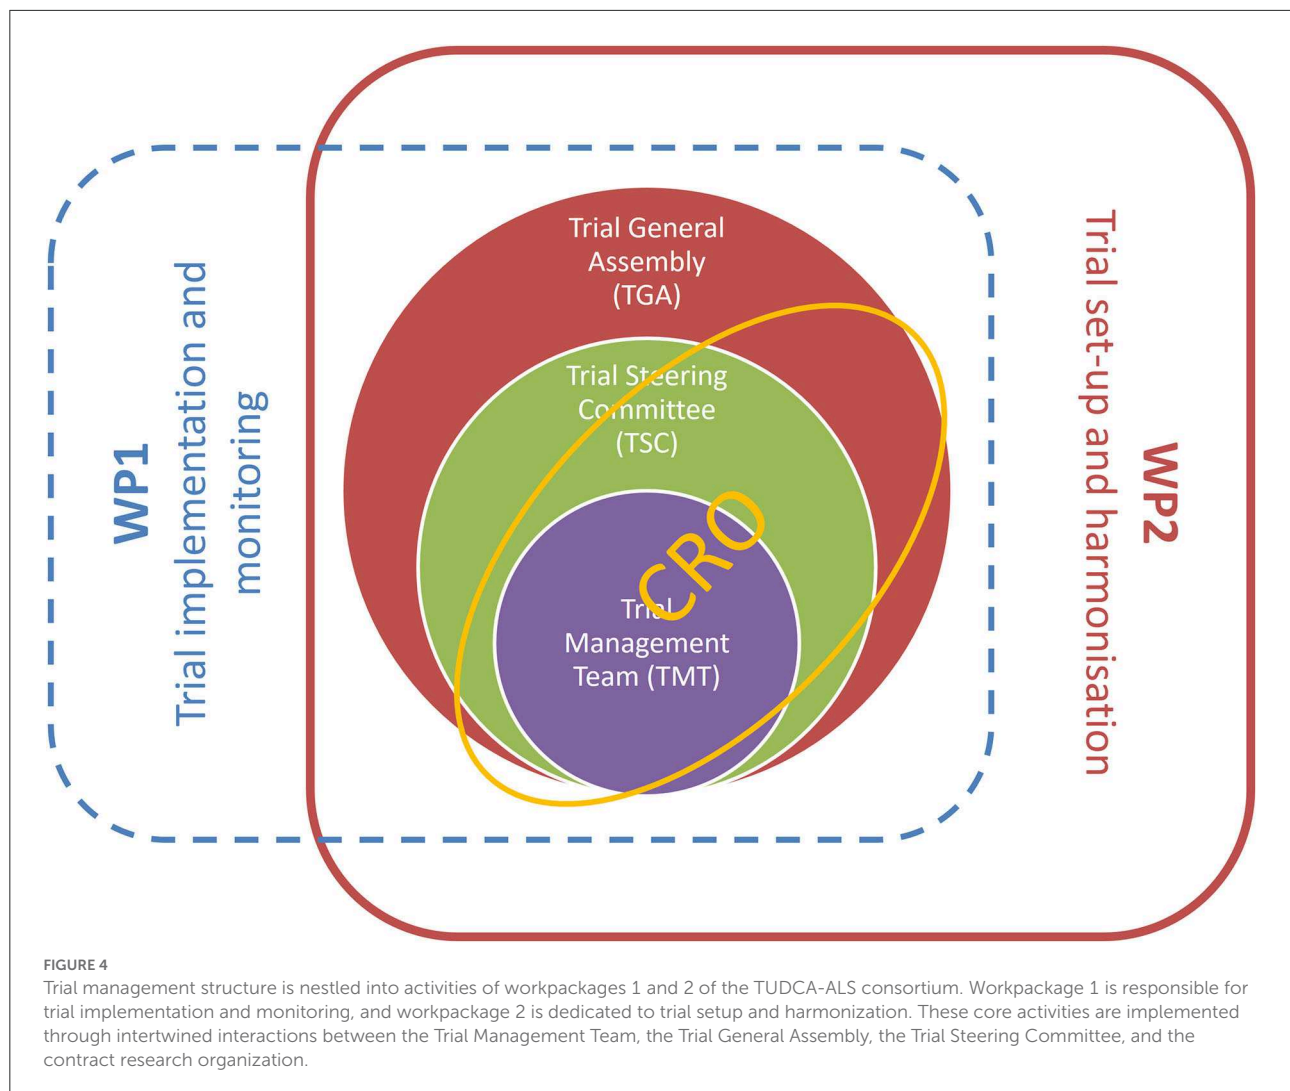 WP1
Trial implementation and
monitoring
Trial General
Assembly
(TGA)
Trial Steering
Committee
(TSC)
CRO
Trial
Management
Team (TMT)
WP2
Trial set-up and harmonisation
FIGURE 4
Trial management structure is nestled into activities of workpackages 1 and 2 of the TUDCA-ALS consortium. Workpackage 1 is responsible for
trial implementation and monitoring, and workpackage 2 is dedicated to trial setup and harmonization. These core activities are implemented
through intertwined interactions between the Trial Management Team, the Trial General Assembly, the Trial Steering Committee, and the
contract research organization.